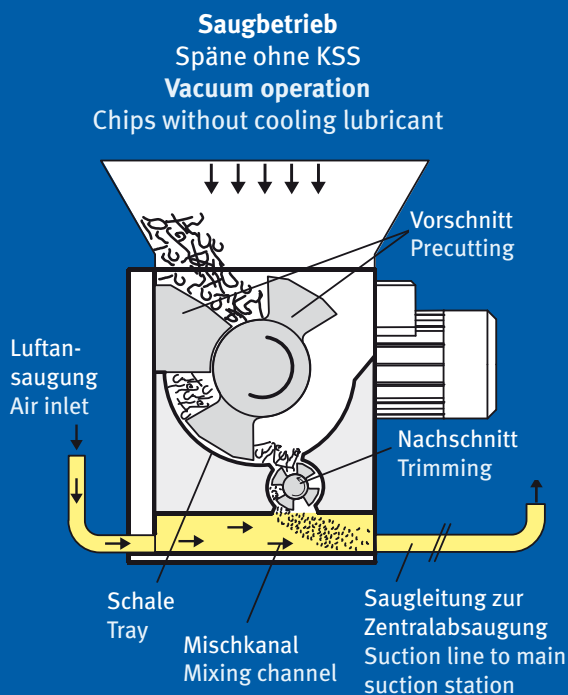 Saugbetrieb
Späne ohne KSS
Vacuum operation
Chips without cooling lubricant
Vorschnitt
Precutting
Luftan-
saugung
Air inlet
Nachschnitt
Trimming
Schale
Tray
Mischkanal
Mixing channel
Saugleitung zur
Zentralabsaugung
Suction line to main
suction station